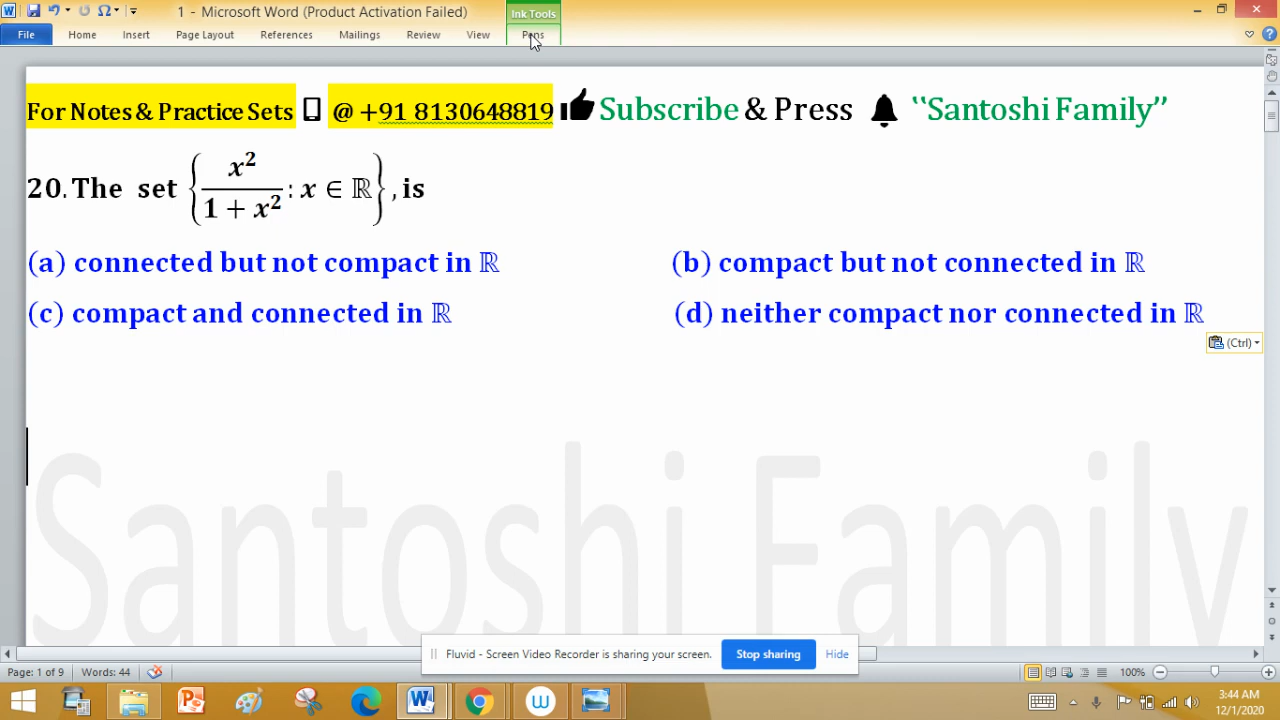 1 - Microsoft Word (Product Activation Failed)
Ink Tools
File Home Insert Page Layout References Mailings Review View Pens
For Notes & Practice Sets @ +91 8130648819 Subscribe & Press ‘‘Santoshi Family’’
20. The set {x²/(1 + x²) : x ∈ ℝ}, is
(a) connected but not compact in ℝ (b) compact but not connected in ℝ
(c) compact and connected in ℝ (d) neither compact nor connected in ℝ
(Ctrl)
Santoshi Family
Fluvid - Screen Video Recorder is sharing your screen. Stop sharing Hide
Page: 1 of 9 Words: 44 100%
3:44 AM
12/1/2020